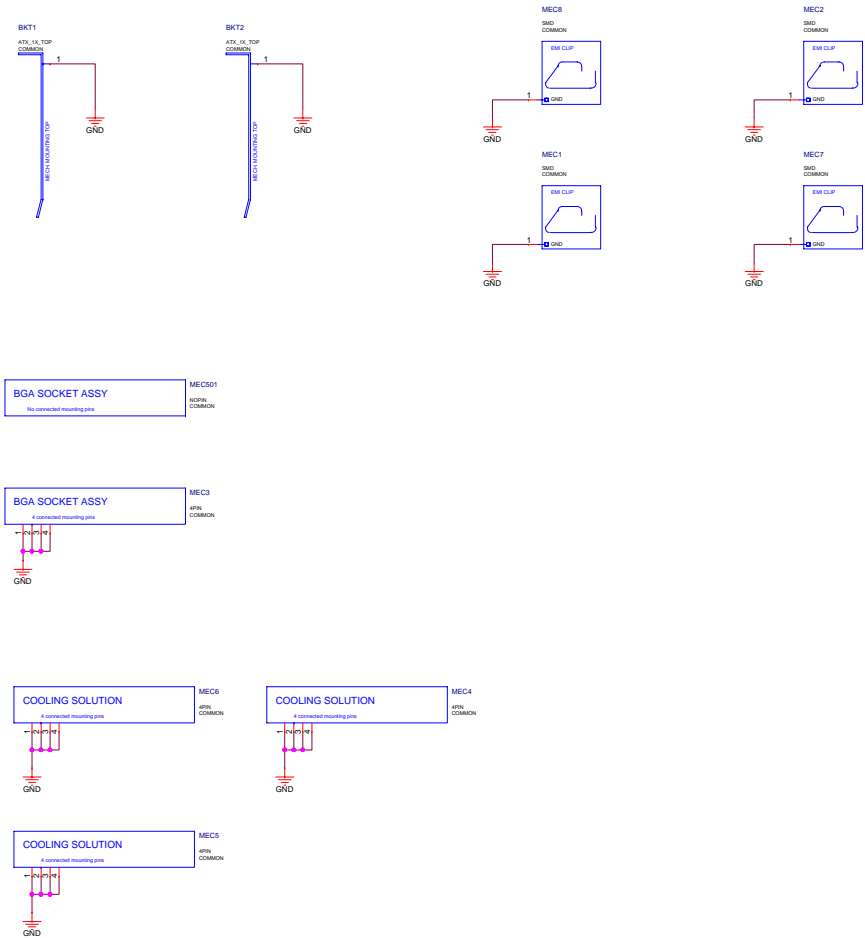 BKT1
ATX_1X_TOP
COMMON
1
MECH MOUNTING TOP
GND
BKT2
ATX_1X_TOP
COMMON
1
MECH MOUNTING TOP
GND
MEC8
SMD
COMMON
EMI CLIP
1
GND
GND
MEC2
SMD
COMMON
EMI CLIP
1
GND
GND
MEC1
SMD
COMMON
EMI CLIP
1
GND
GND
MEC7
SMD
COMMON
EMI CLIP
1
GND
GND
BGA SOCKET ASSY
No connected mounting pins
MEC501
NOPIN
COMMON
BGA SOCKET ASSY
4 connected mounting pins
MEC3
4PIN
COMMON
1 2 3 4
GND
COOLING SOLUTION
4 connected mounting pins
MEC6
4PIN
COMMON
1 2 3 4
GND
COOLING SOLUTION
4 connected mounting pins
MEC4
4PIN
COMMON
1 2 3 4
GND
COOLING SOLUTION
4 connected mounting pins
MEC5
4PIN
COMMON
1 2 3 4
GND